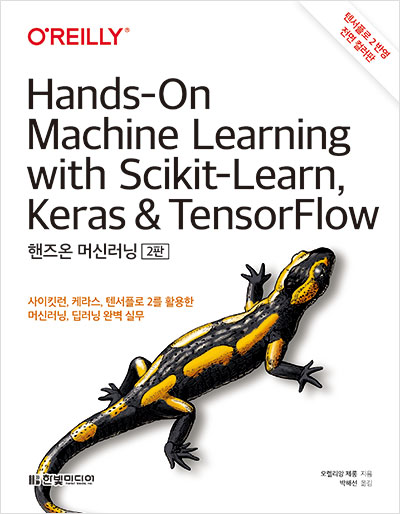 O'REILLY®
텐서플로 2 반영
전면 컬러판
Hands-On
Machine Learning
with Scikit-Learn,
Keras & TensorFlow
핸즈온 머신러닝 2판
사이킷런, 케라스, 텐서플로 2를 활용한
머신러닝, 딥러닝 완벽 실무
오렐리앙 제롱 지음
박해선 옮김
한빛미디어